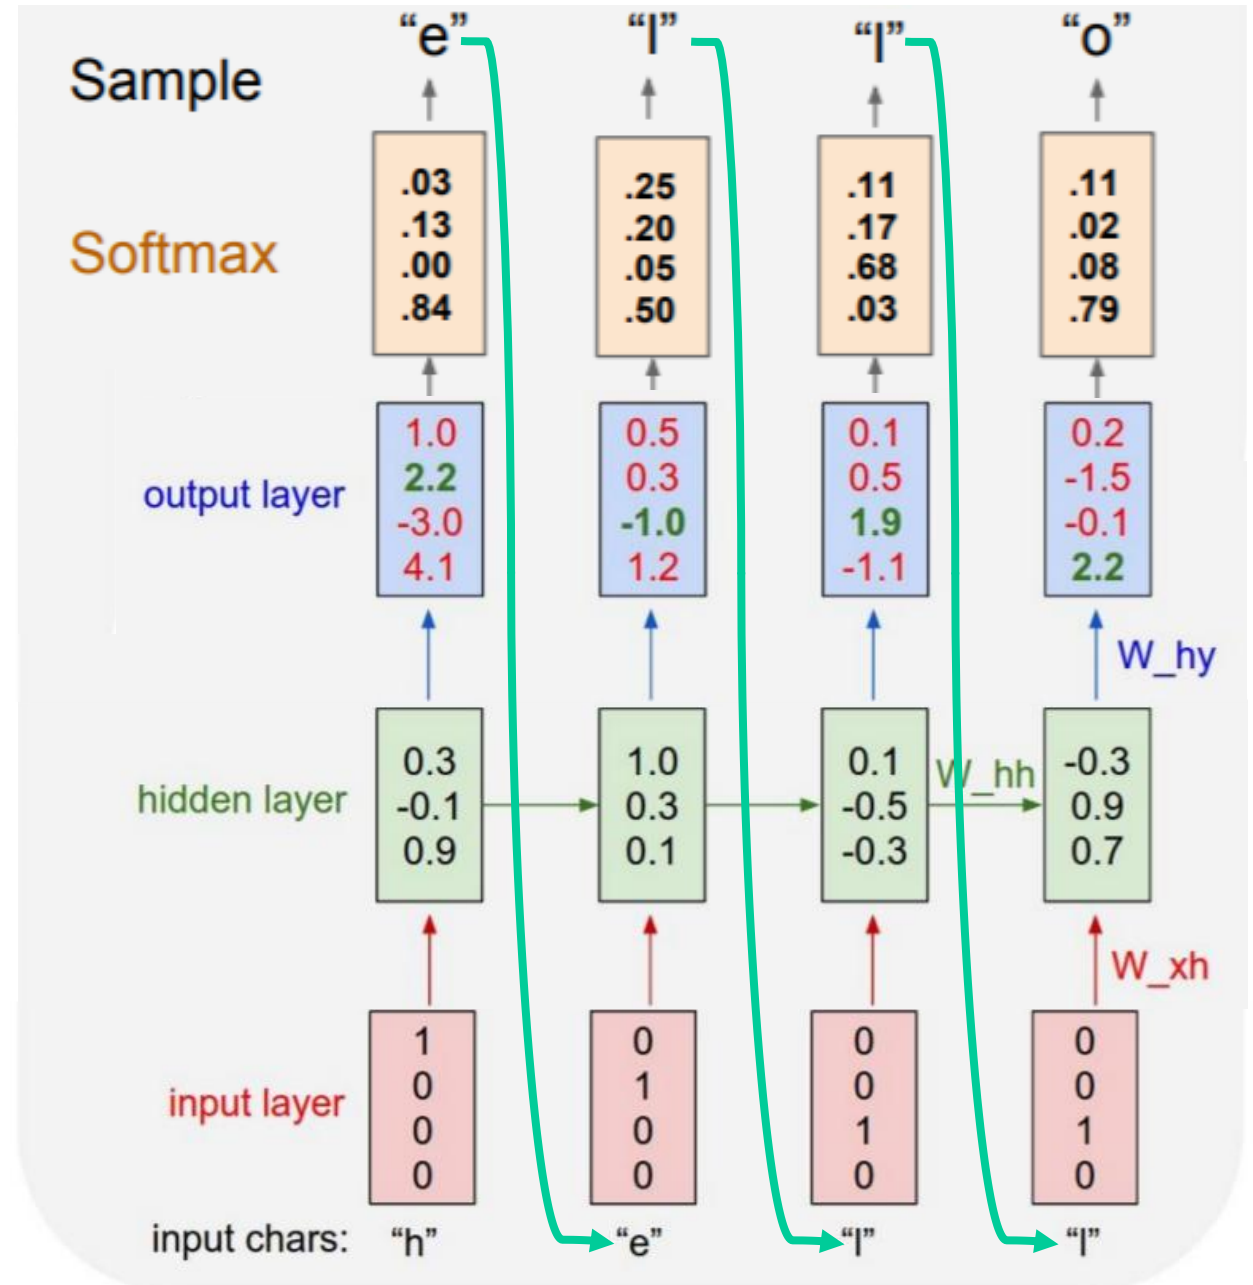 “e” “l” “l” “o”
Sample
.03 .25 .11 .11
.13 .20 .17 .02
Softmax
.00 .05 .68 .08
.84 .50 .03 .79
1.0 0.5 0.1 0.2
2.2 0.3 0.5 -1.5
output layer
-3.0 -1.0 1.9 -0.1
4.1 1.2 -1.1 2.2
W_hy
0.3 1.0 0.1 W_hh -0.3
hidden layer
-0.1 0.3 -0.5 0.9
0.9 0.1 -0.3 0.7
W_xh
1 0 0 0
0 1 0 0
input layer
0 0 1 1
0 0 0 0
input chars: “h” “e” “l” “l”